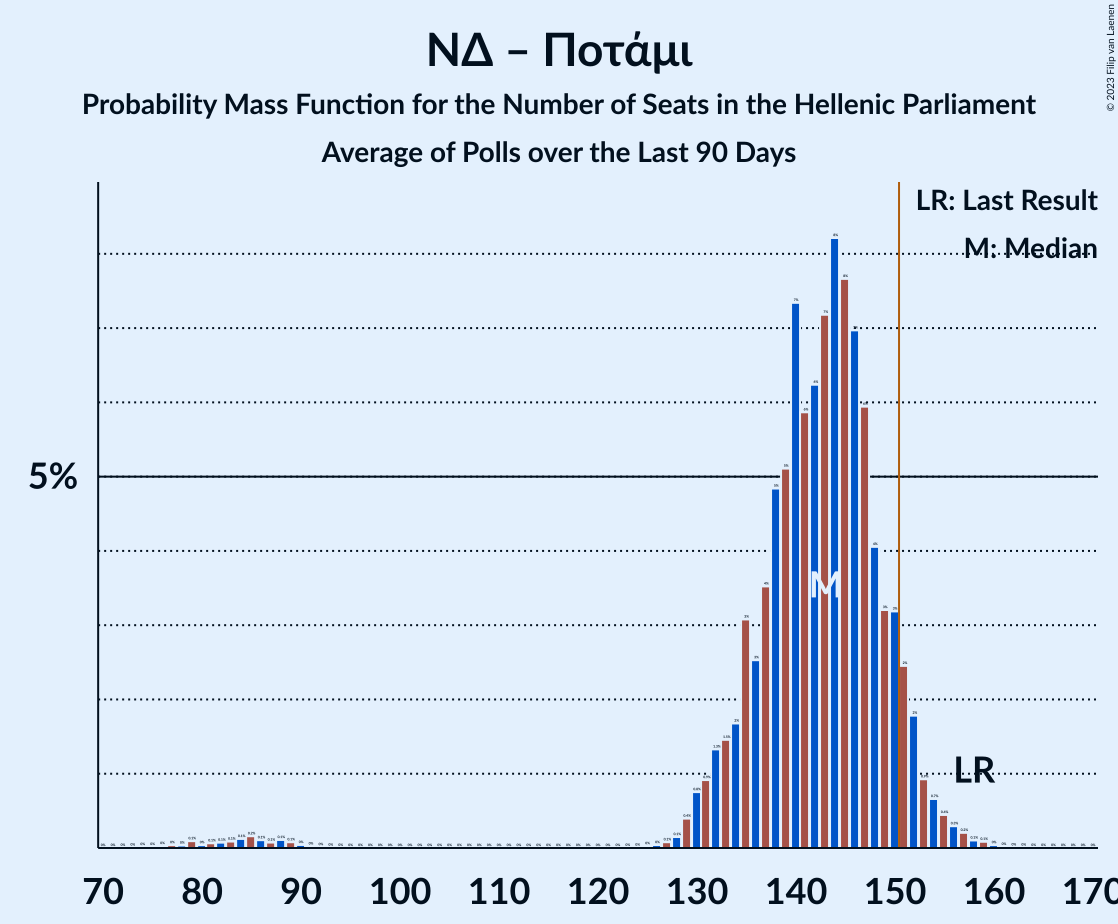 ΝΔ – Ποτάμι
Probability Mass Function for the Number of Seats in the Hellenic Parliament
Average of Polls over the Last 90 Days
© 2023 Filip van Laenen
LR: Last Result
M: Median
5%
M
LR
70 80 90 100 110 120 130 140 150 160 170